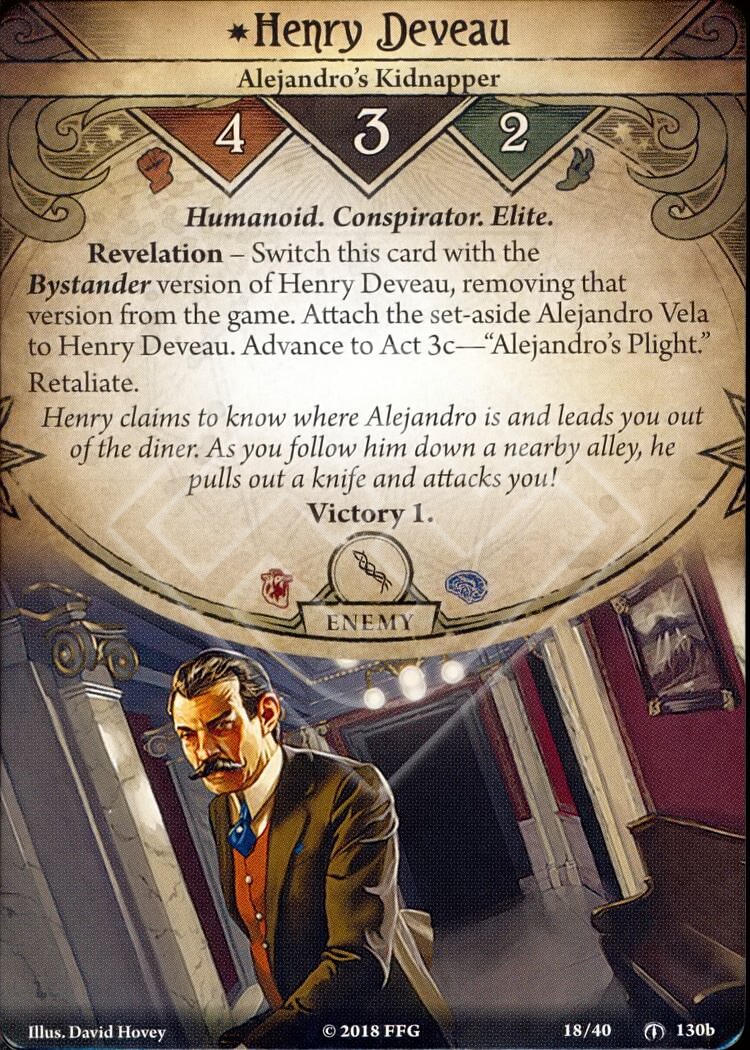 Henry Deveau
Alejandro's Kidnapper
4 3 2
Humanoid. Conspirator. Elite.
Revelation – Switch this card with the
Bystander version of Henry Deveau, removing that
version from the game. Attach the set-aside Alejandro Vela
to Henry Deveau. Advance to Act 3c—“Alejandro’s Plight.”
Retaliate.
Henry claims to know where Alejandro is and leads you out
of the diner. As you follow him down a nearby alley, he
pulls out a knife and attacks you!
Victory 1.
ENEMY
Illus. David Hovey © 2018 FFG 18/40 130b